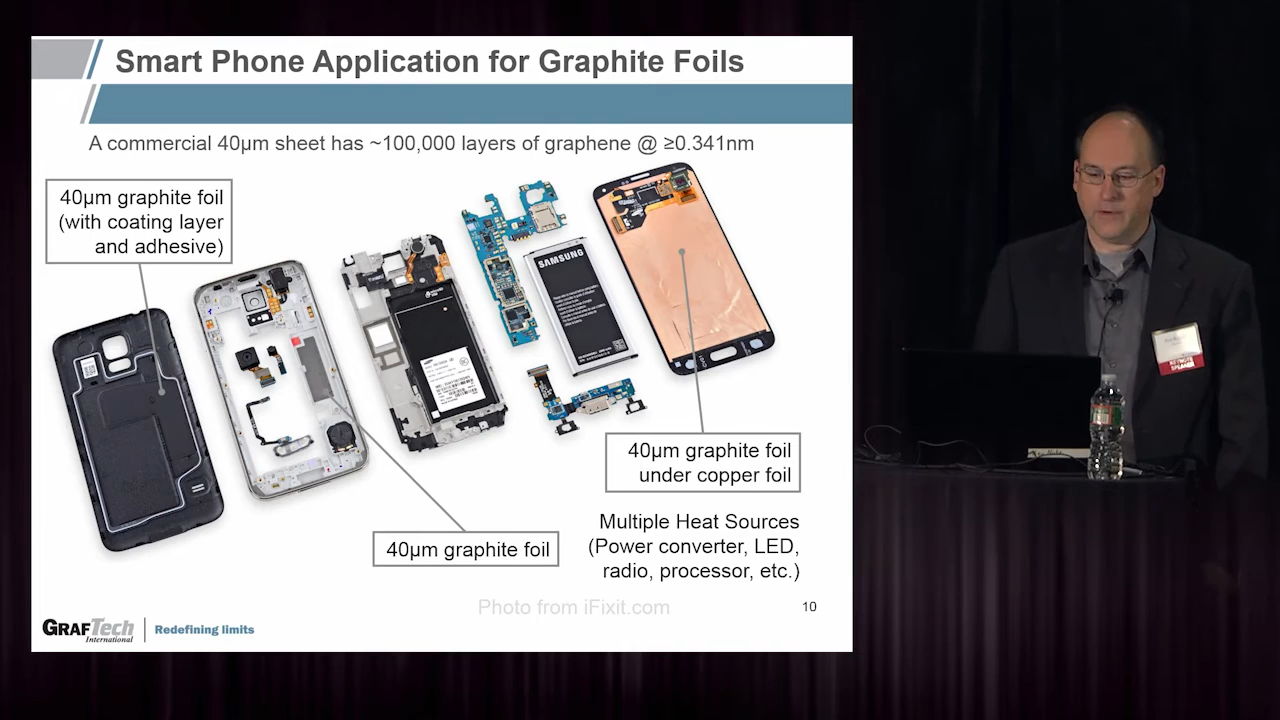 Smart Phone Application for Graphite Foils
A commercial 40µm sheet has ~100,000 layers of graphene @ ≥0.341nm
40µm graphite foil
(with coating layer
and adhesive)
SAMSUNG
40µm graphite foil
under copper foil
40µm graphite foil
Multiple Heat Sources
(Power converter, LED,
radio, processor, etc.)
Photo from iFixit.com
10
GRAFTech
International
Redefining limits
SPEAKER